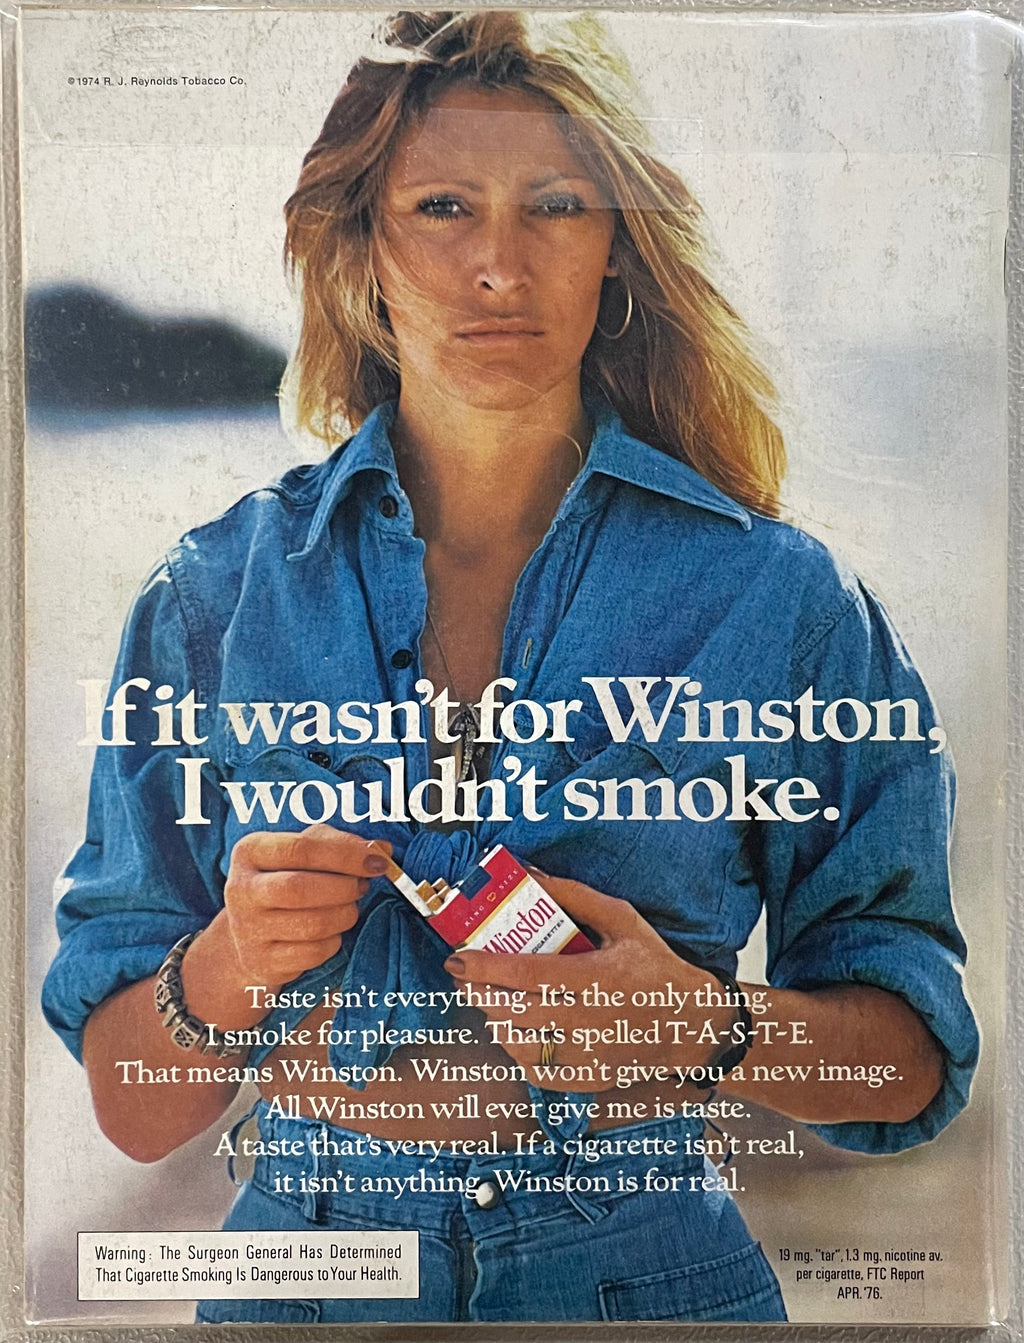 ©1974 R. J. Reynolds Tobacco Co.
If it wasn't for Winston,
I wouldn't smoke.
KING SIZE
Winston
CIGARETTES
Taste isn't everything. It's the only thing.
I smoke for pleasure. That's spelled T-A-S-T-E.
That means Winston. Winston won't give you a new image.
All Winston will ever give me is taste.
A taste that's very real. If a cigarette isn't real,
it isn't anything. Winston is for real.
Warning: The Surgeon General Has Determined
That Cigarette Smoking Is Dangerous to Your Health.
19 mg. "tar", 1.3 mg. nicotine av.
per cigarette, FTC Report
APR. '76.